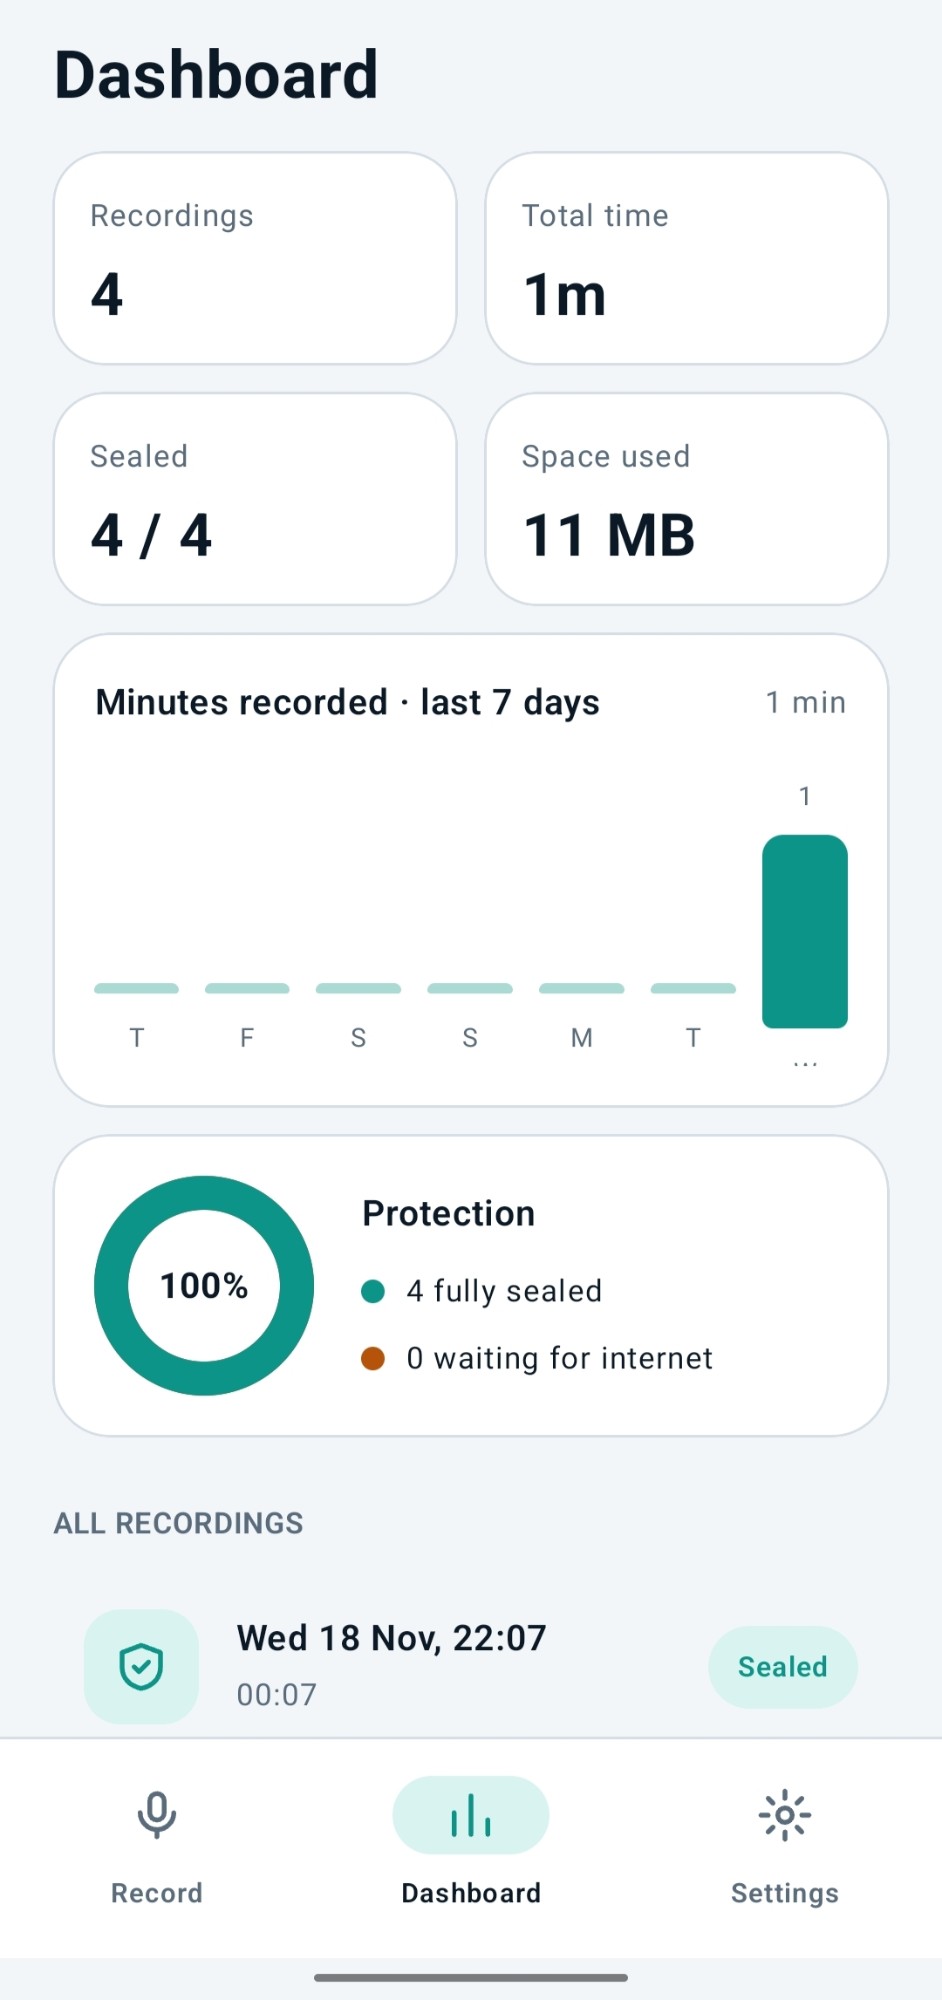 Dashboard
Recordings
4
Total time
1m
Sealed
4 / 4
Space used
11 MB
Minutes recorded · last 7 days
1 min
1
T F S S M T ...
100%
Protection
4 fully sealed
0 waiting for internet
ALL RECORDINGS
Wed 18 Nov, 22:07
00:07
Sealed
Record
Dashboard
Settings